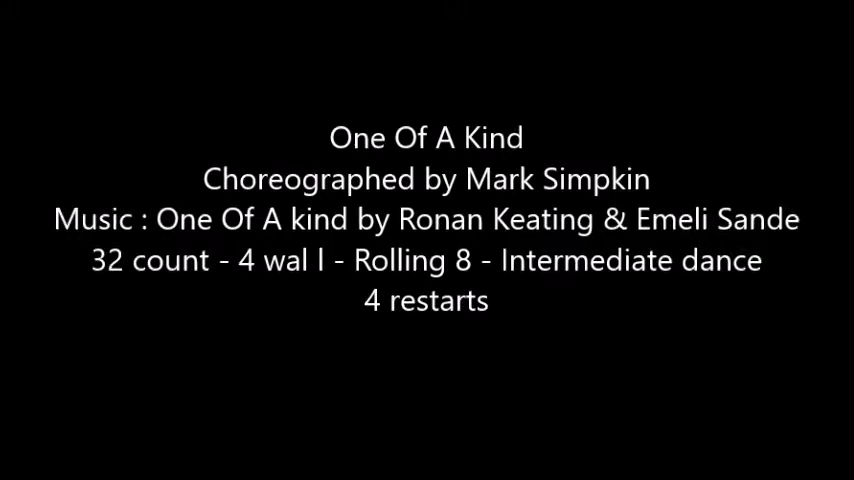 One Of A Kind
Choreographed by Mark Simpkin
Music : One Of A kind by Ronan Keating & Emeli Sande
32 count - 4 wal l - Rolling 8 - Intermediate dance
4 restarts